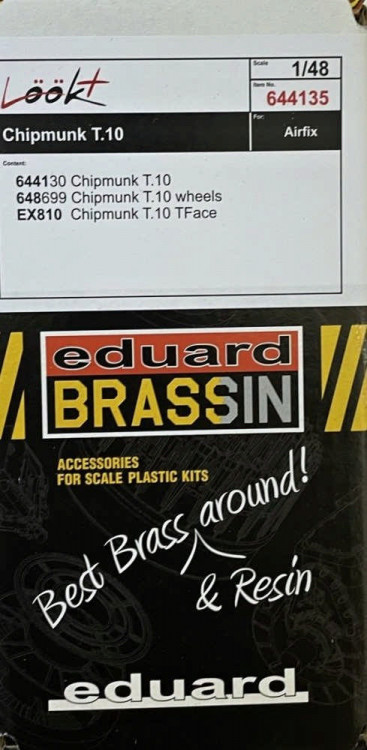 Löökt
Scale
1/48
Item No.
644135
Chipmunk T.10
For:
Airfix
Content:
644130 Chipmunk T.10
648699 Chipmunk T.10 wheels
EX810 Chipmunk T.10 TFace
eduard
BRASSIN
ACCESSORIES
FOR SCALE PLASTIC KITS
Best Brass around!
& Resin
eduard